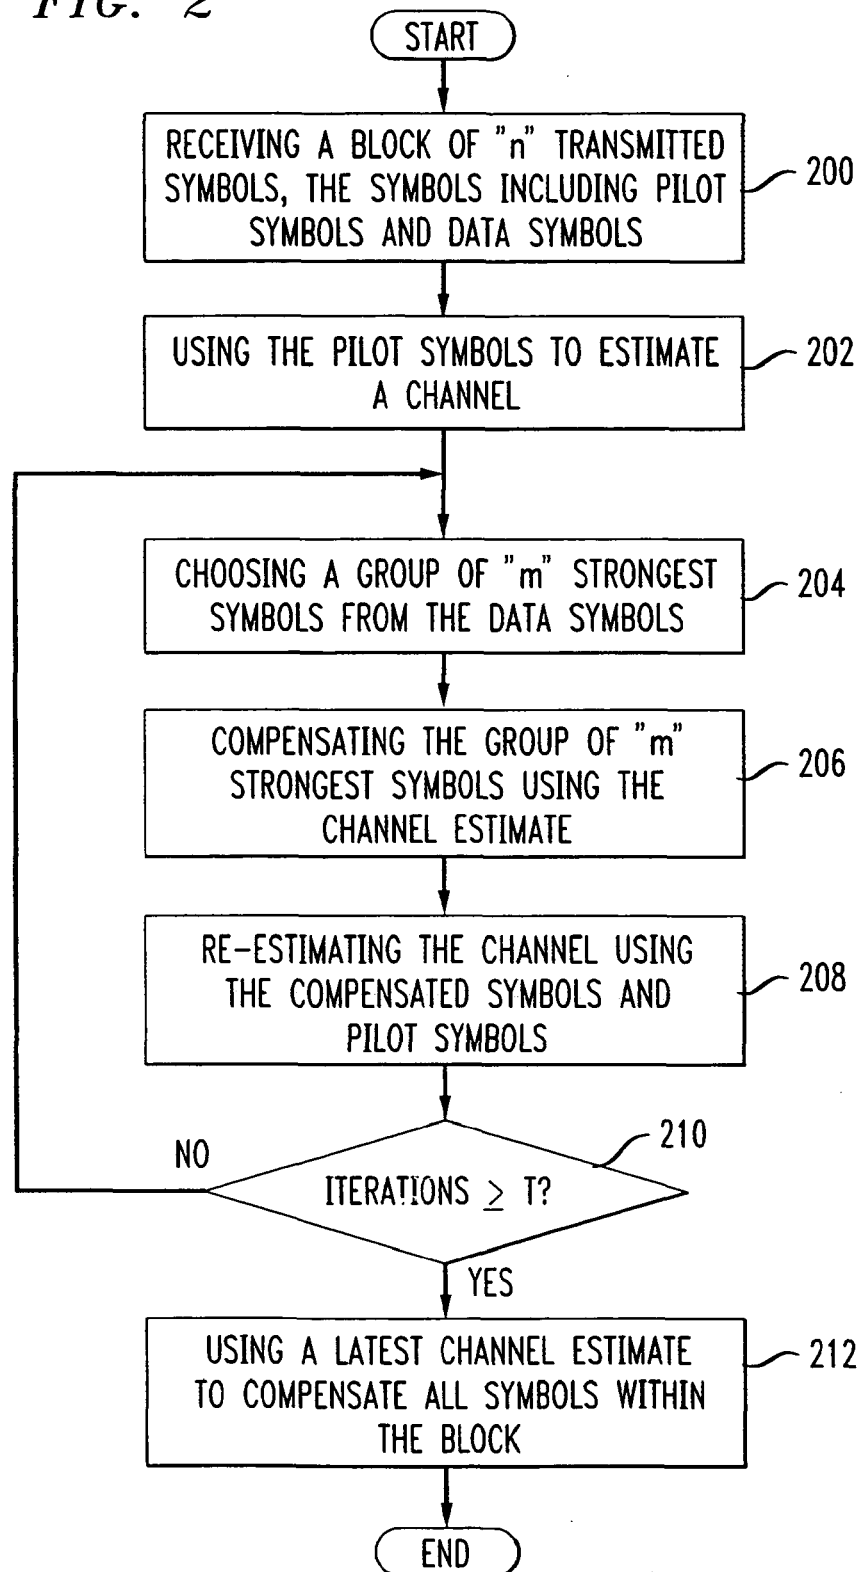 FIG. 2
START
RECEIVING A BLOCK OF "n" TRANSMITTED
SYMBOLS, THE SYMBOLS INCLUDING PILOT
SYMBOLS AND DATA SYMBOLS
200
USING THE PILOT SYMBOLS TO ESTIMATE
A CHANNEL
202
CHOOSING A GROUP OF "m" STRONGEST
SYMBOLS FROM THE DATA SYMBOLS
204
COMPENSATING THE GROUP OF "m"
STRONGEST SYMBOLS USING THE
CHANNEL ESTIMATE
206
RE-ESTIMATING THE CHANNEL USING
THE COMPENSATED SYMBOLS AND
PILOT SYMBOLS
208
210
NO
ITERATIONS ≥ T?
YES
USING A LATEST CHANNEL ESTIMATE
TO COMPENSATE ALL SYMBOLS WITHIN
THE BLOCK
212
END